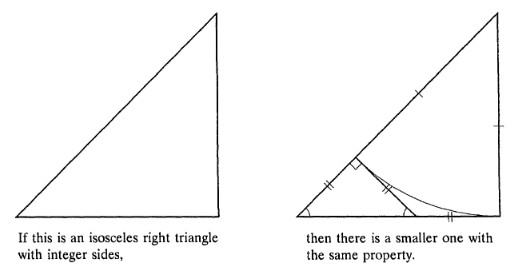 If this is an isosceles right triangle
with integer sides,
then there is a smaller one with
the same property.